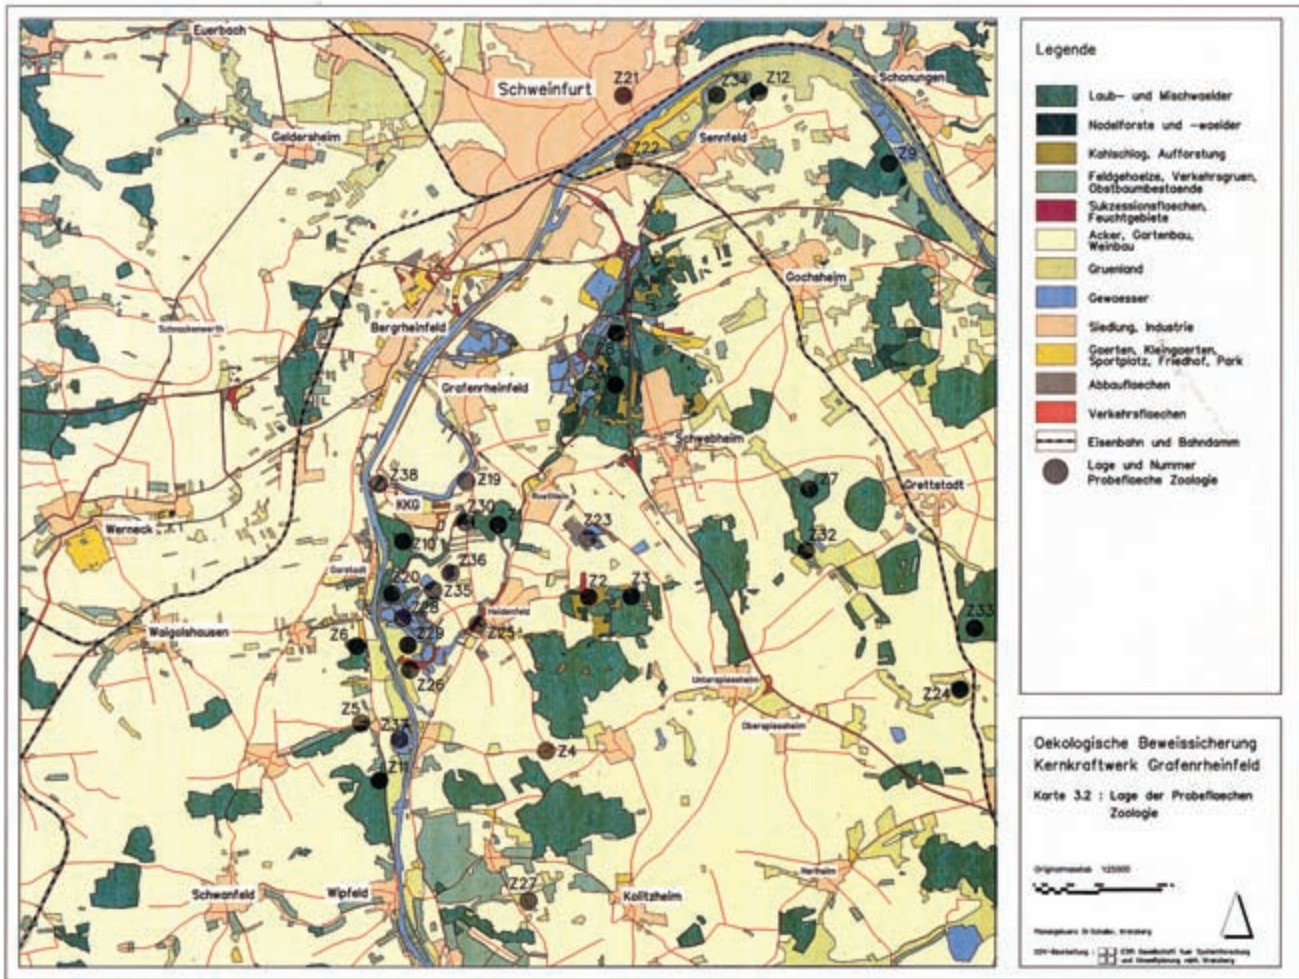 Euerbach
Schweinfurt
Z21
Z34
Z12
Schonungen
Geldersheim
Sennfeld
Z22
Z9
Gochsheim
Bergrheinfeld
Grafenrheinfeld
Schwebheim
Z38
Z19
Z7
Grettstadt
KKG
Z30
Z1
Z23
Werneck
Z10
Z32
Garstadt
Z36
Z20
Z35
Z2
Z3
Z28
Heidenfeld
Z25
Z33
Waigolshausen
Z6
Z29
Z26
Unterspiesheim
Z24
Z5
Z37
Oberspiesheim
Z4
Z11
Schwanfeld
Wipfeld
Z27
Kolitzheim
Herlheim
Legende
Laub- und Mischwaelder
Nadelforste und -waelder
Kahlschlag, Aufforstung
Feldgehoelze, Verkehrsgruen,
Obstbaumbestaende
Sukzessionsflaechen,
Feuchtgebiete
Acker, Gartenbau,
Weinbau
Gruenland
Gewaesser
Siedlung, Industrie
Gaerten, Kleingaerten,
Sportplatz, Friedhof, Park
Abbauflaechen
Verkehrsflaechen
Eisenbahn und Bahndamm
Lage und Nummer
Probeflaeche Zoologie
Oekologische Beweissicherung
Kernkraftwerk Grafenrheinfeld
Karte 3.2 : Lage der Probeflaechen
Zoologie